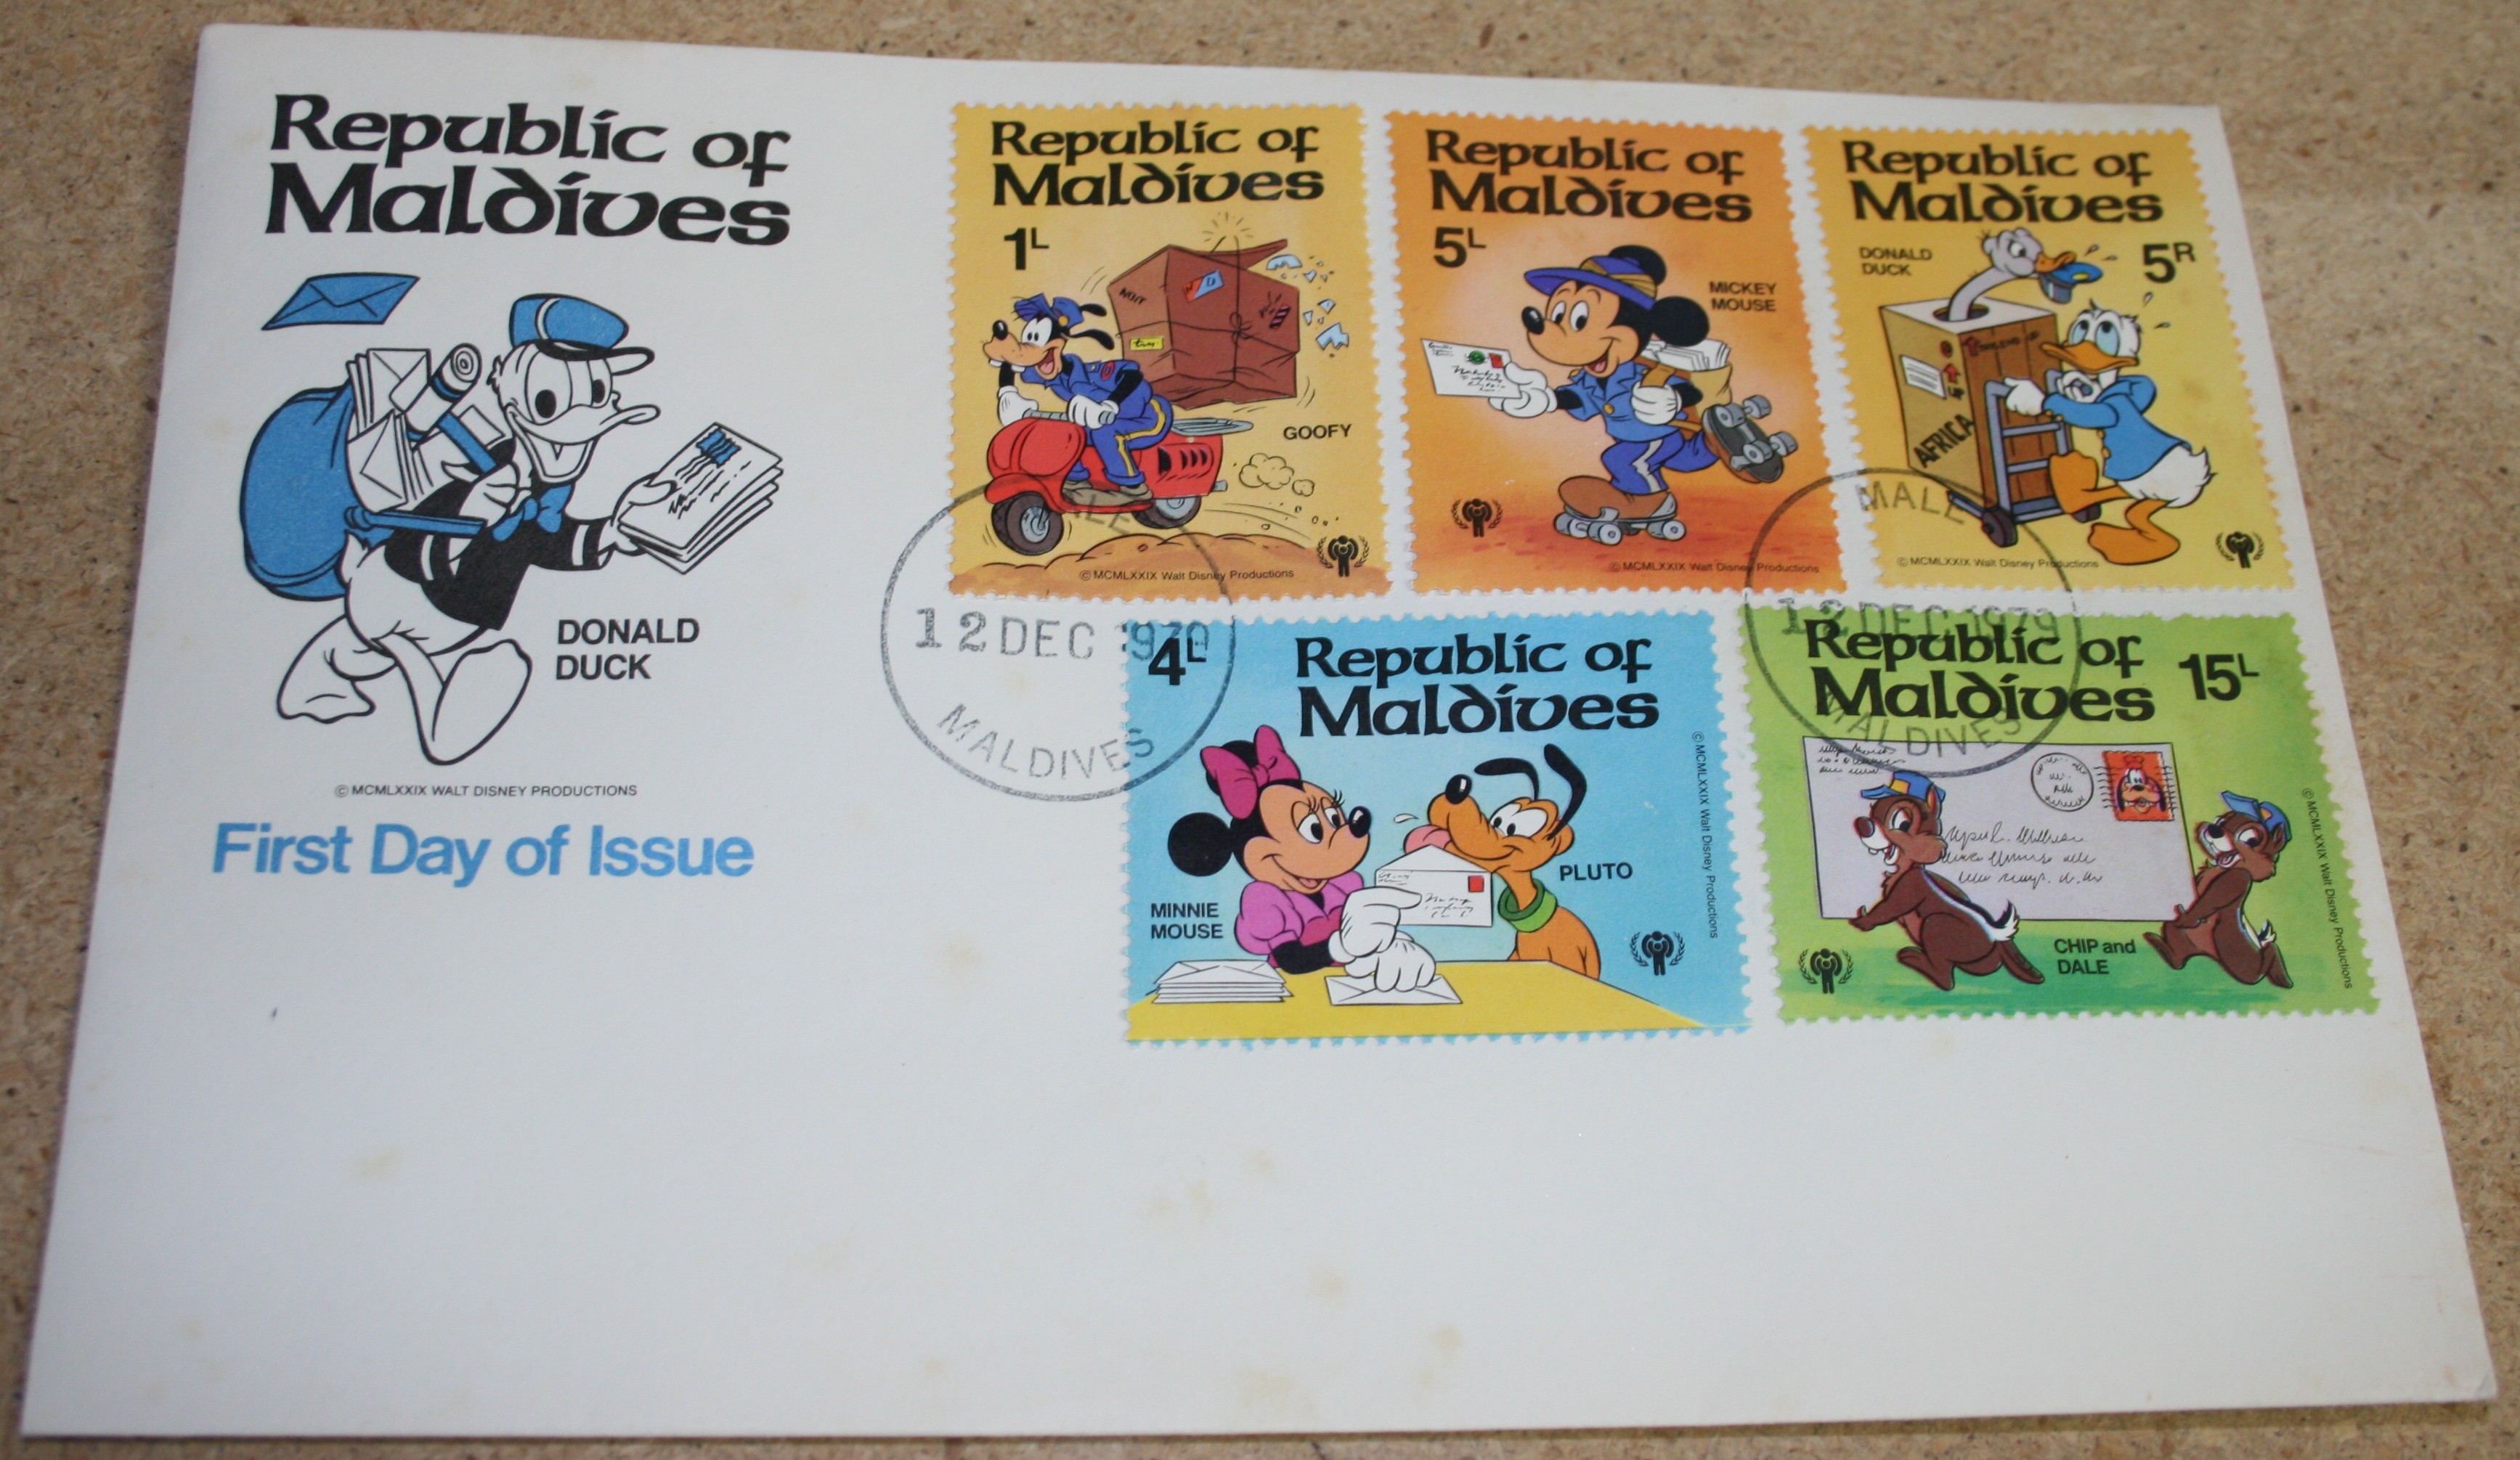 Republic of
Maldives
DONALD
DUCK
© MCMLXXIX WALT DISNEY PRODUCTIONS
First Day of Issue
Republic of
Maldives
1L
GOOFY
© MCMLXXIX Walt Disney Productions
Republic of
Maldives
5L
MICKEY
MOUSE
© MCMLXXIX Walt Disney Productions
Republic of
Maldives
DONALD
DUCK
5R
AFRICA
© MCMLXXIX Walt Disney Productions
12 DEC 1979
MALDIVES
4L
Republic of
Maldives
MINNIE
MOUSE
PLUTO
© MCMLXXIX Walt Disney Productions
MALE
12 DEC 1979
MALDIVES
Republic of
Maldives
15L
CHIP and
DALE
© MCMLXXIX Walt Disney Productions